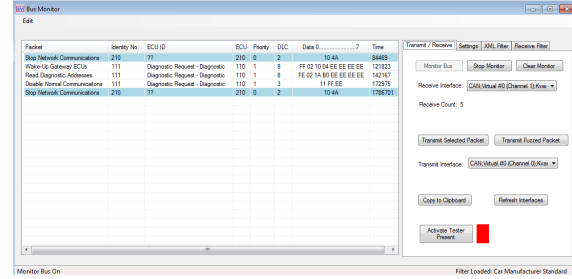 Bus Monitor
Edit
Packet Identity No. ECU ID ECU Priority DLC Data 0..................7 Time
Stop Network Communications 210 ?? 210 0 2 10 4A 84469
Wake-Up Gateway ECUs 111 Diagnostic Request - Diagnostic 110 1 8 FF 02 10 04 EE EE EE EE 121823
Read Diagnostic Addresses 111 Diagnostic Request - Diagnostic 110 1 8 FE 02 1A B0 EE EE EE EE 142167
Disable Normal Communications 111 Diagnostic Request - Diagnostic 110 1 3 11 FF EE 172975
Stop Network Communications 210 ?? 210 0 2 10 4A 1786701
Transmit / Receive Settings XML Filter Receive Filter
Monitor Bus Stop Monitor Clear Monitor
Receive Interface: CAN;Virtual #0 (Channel 1);Kvas
Receive Count: 5
Transmit Selected Packet Transmit Fuzzed Packet
Transmit Interface: CAN;Virtual #0 (Channel 0);Kvas
Copy to Clipboard Refresh Interfaces
Activate Tester
Present
Monitor Bus On Filter Loaded: Car Manufacturer Standard